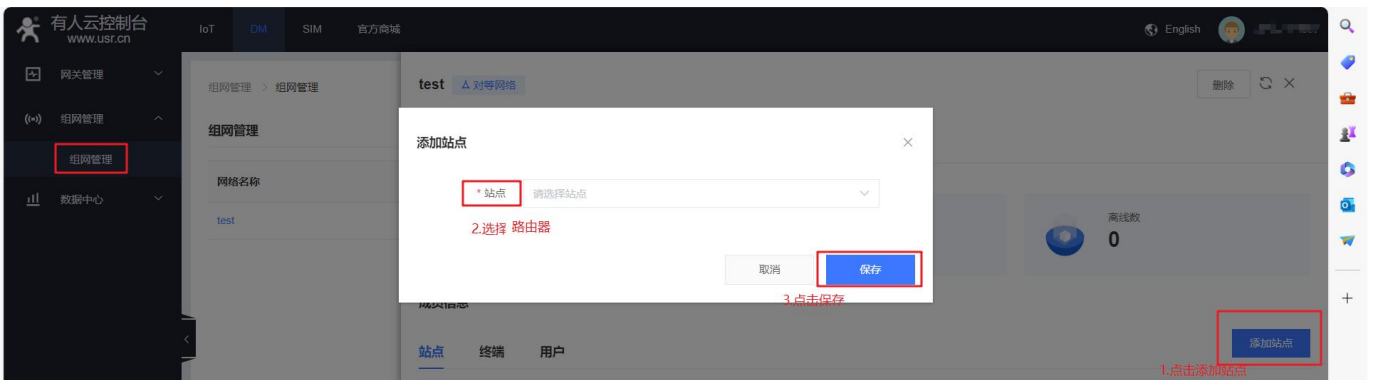 有人云控制台
www.usr.cn
IoT
DM
SIM
官方商城
English
网关管理
组网管理
组网管理
数据中心
组网管理 > 组网管理
组网管理
网络名称
test
test
对等网络
删除
添加站点
* 站点
请选择站点
2.选择 路由器
取消
保存
3.点击保存
离线数
0
成员信息
站点
终端
用户
添加站点
1.点击添加站点